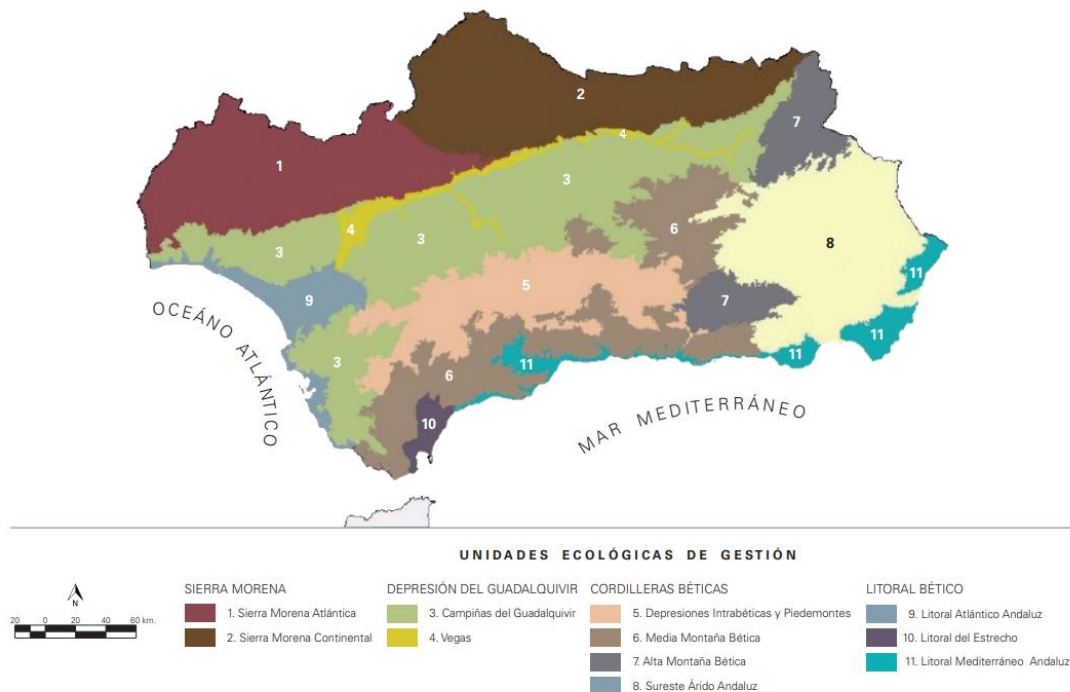 2
4
7
1
3
4
6
3
3
8
9
5
7
11
OCEÁNO ATLÁNTICO
3
11
6
11
11
10
MAR MEDITERRÁNEO
UNIDADES ECOLÓGICAS DE GESTIÓN
SIERRA MORENA
1. Sierra Morena Atlántica
2. Sierra Morena Continental
DEPRESIÓN DEL GUADALQUIVIR
3. Campiñas del Guadalquivir
4. Vegas
CORDILLERAS BÉTICAS
5. Depresiones Intrabéticas y Piedemontes
6. Media Montaña Bética
7. Alta Montaña Bética
8. Sureste Árido Andaluz
LITORAL BÉTICO
9. Litoral Atlántico Andaluz
10. Litoral del Estrecho
11. Litoral Mediterráneo Andaluz
N
20 0 20 60 km.